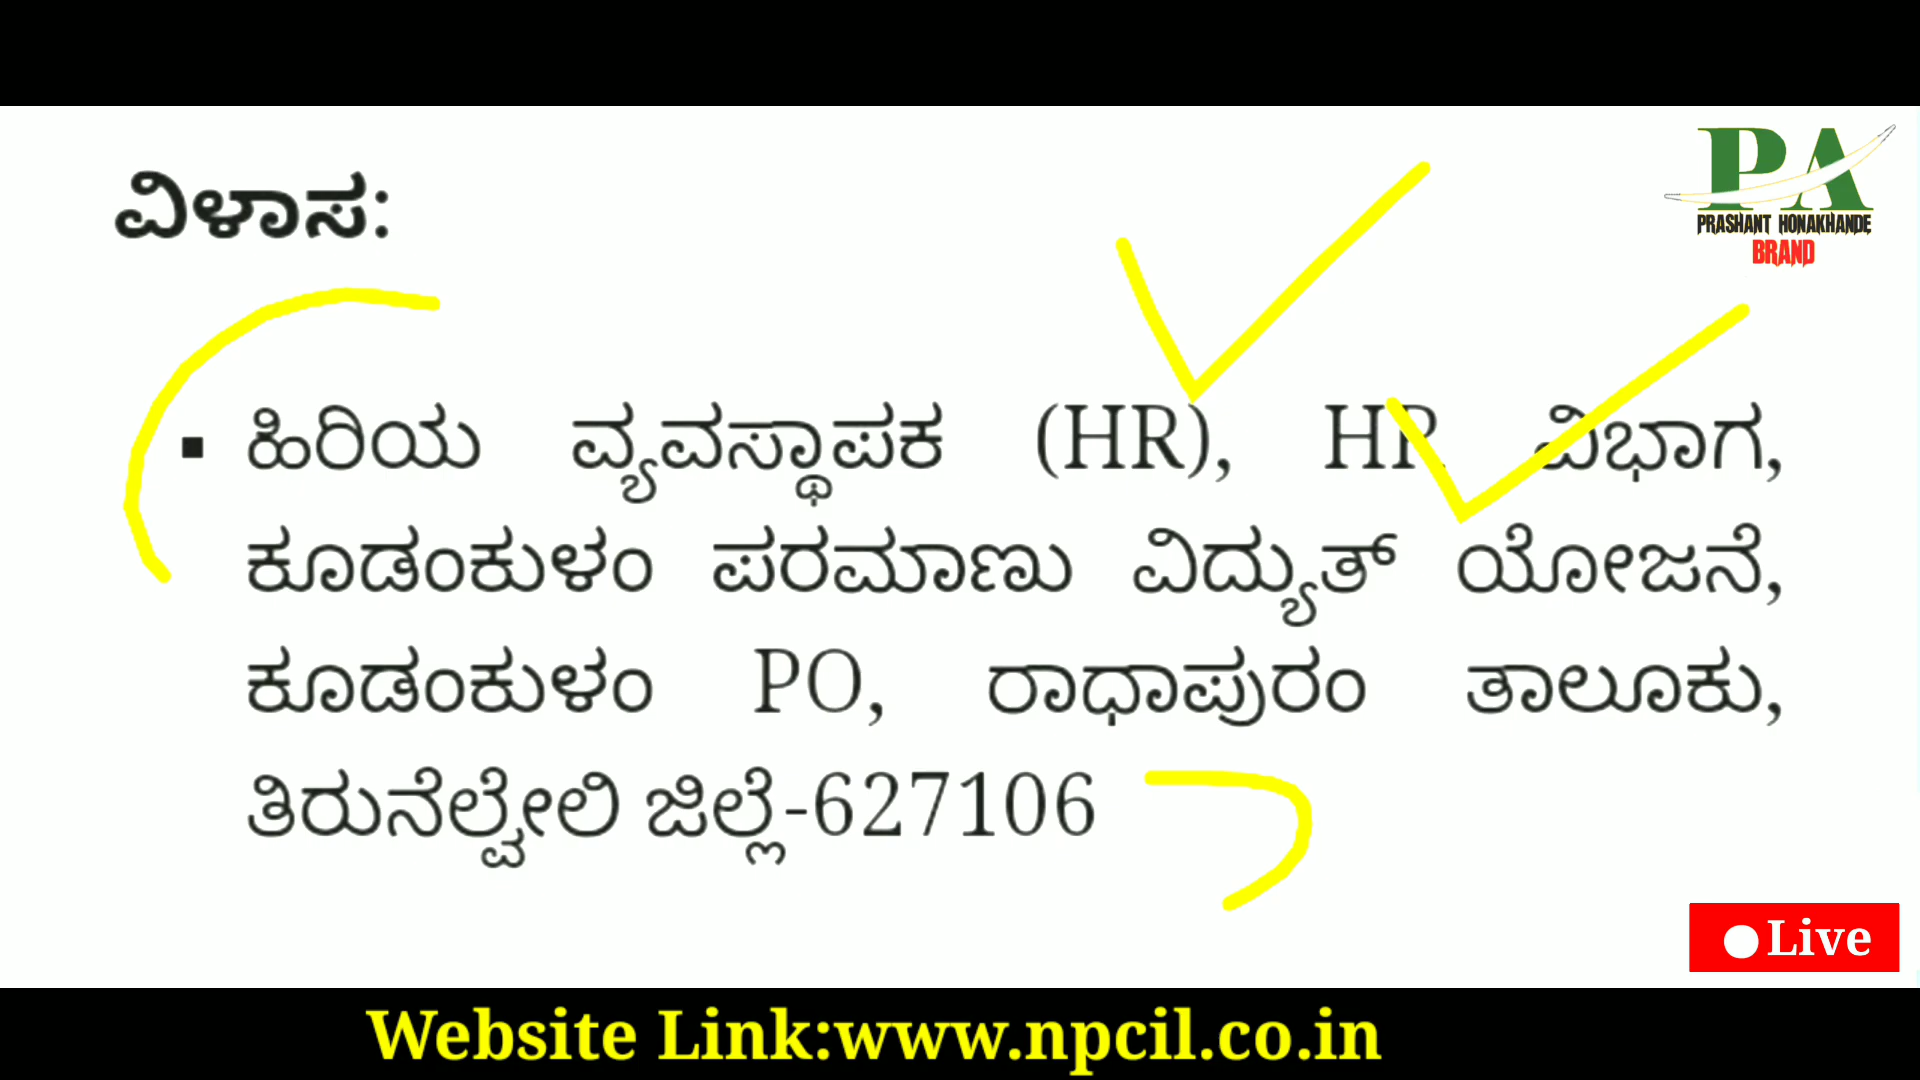 ವಿಳಾಸ:
PA
PRASHANT HONAKHANDE
BRAND
▪ ಹಿರಿಯ ವ್ಯವಸ್ಥಾಪಕ (HR), HR ವಿಭಾಗ,
ಕೂಡಂಕುಳಂ ಪರಮಾಣು ವಿದ್ಯುತ್ ಯೋಜನೆ,
ಕೂಡಂಕುಳಂ PO, ರಾಧಾಪುರಂ ತಾಲೂಕು,
ತಿರುನೆಲ್ವೇಲಿ ಜಿಲ್ಲೆ-627106
Live
Website Link:www.npcil.co.in